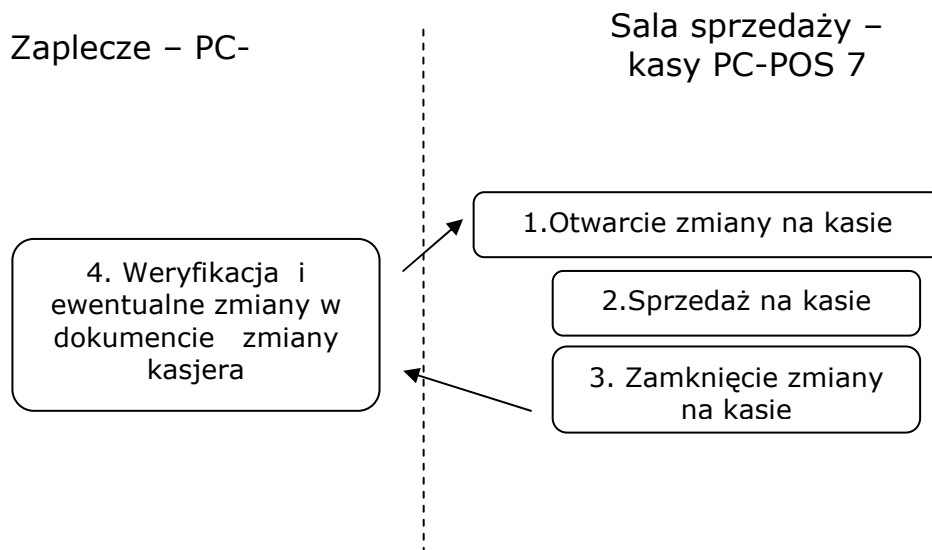 Zaplecze – PC-
Sala sprzedaży –
kasy PC-POS 7
1.Otwarcie zmiany na kasie
4. Weryfikacja i
ewentualne zmiany w
dokumencie zmiany
kasjera
2.Sprzedaż na kasie
3. Zamknięcie zmiany
na kasie